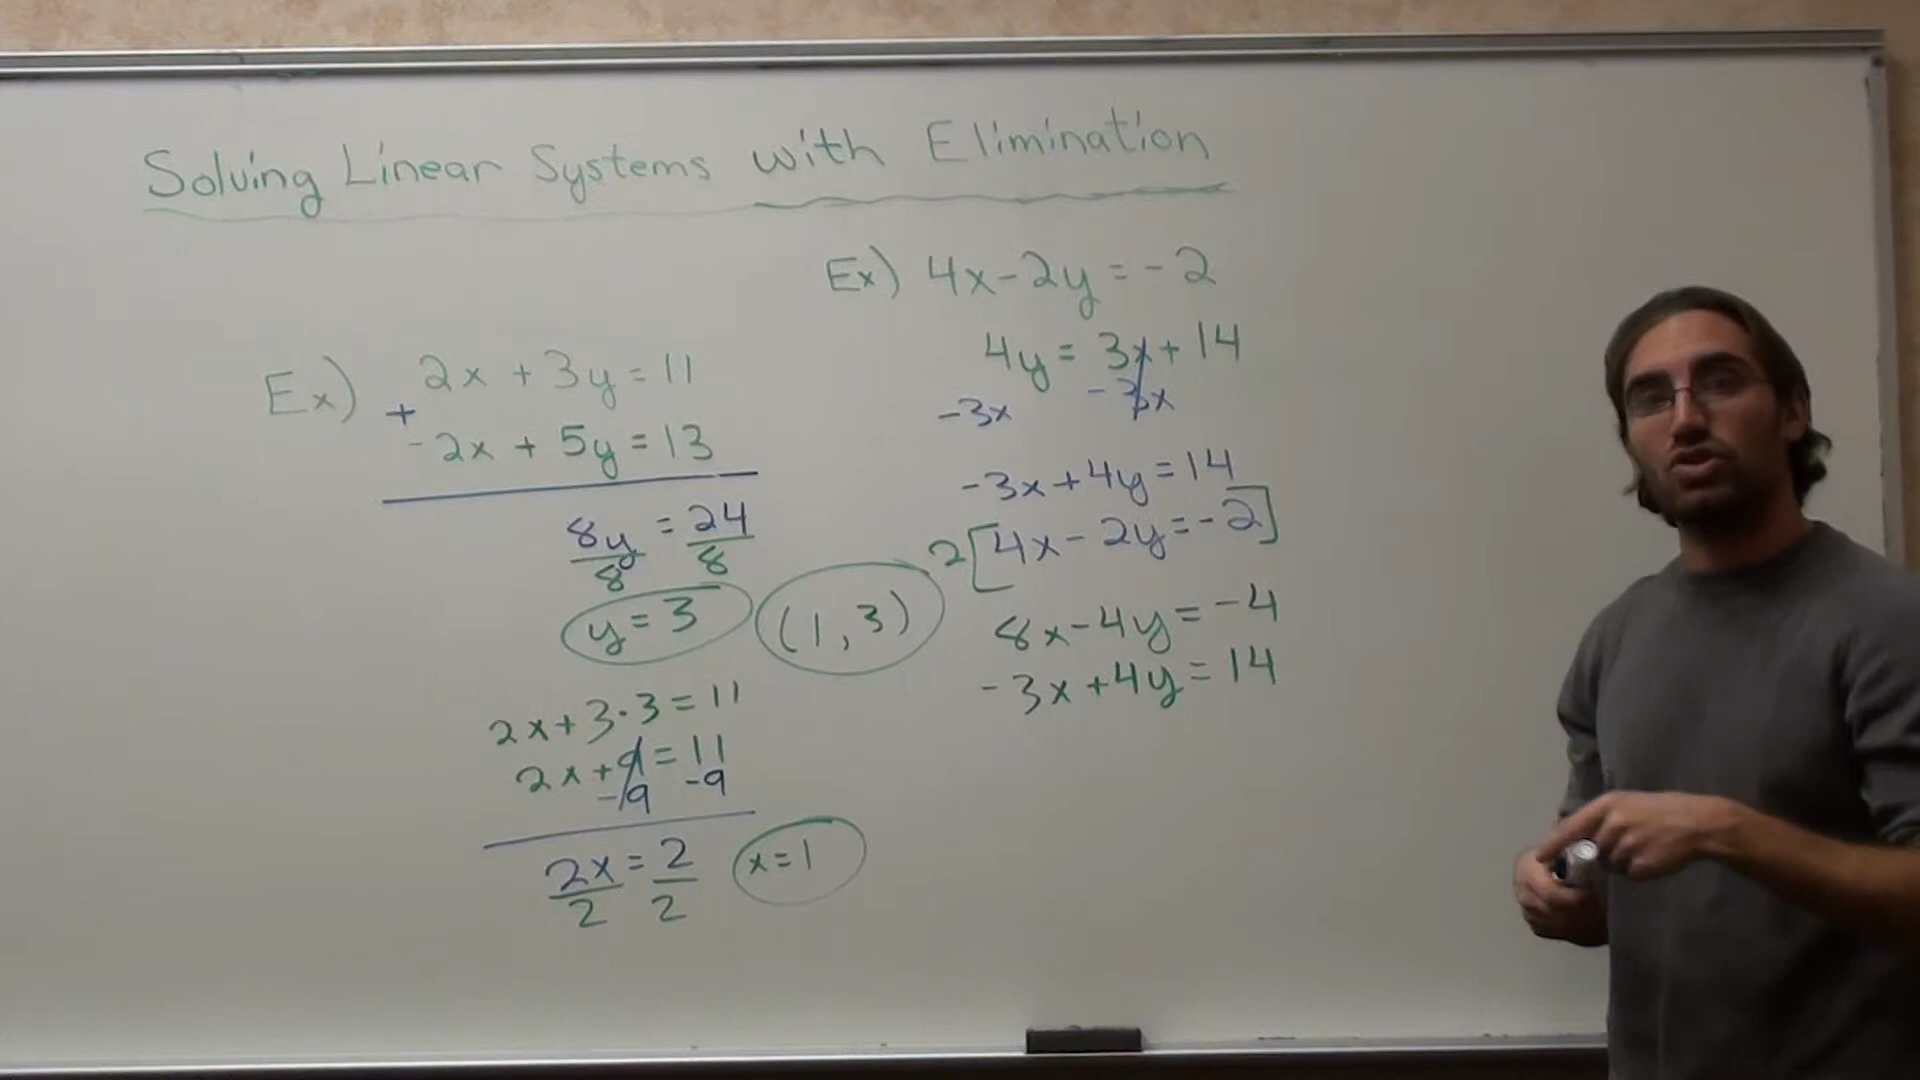 Solving Linear Systems with Elimination
Ex) 2x + 3y = 11
+ -2x + 5y = 13
8y = 24
8 8
y = 3
(1, 3)
2x + 3·3 = 11
2x + 9 = 11
-9 -9
2x = 2
2 2
x = 1
Ex) 4x - 2y = -2
4y = 3x + 14
-3x -3x
-3x + 4y = 14
2[4x - 2y = -2]
8x - 4y = -4
-3x + 4y = 14